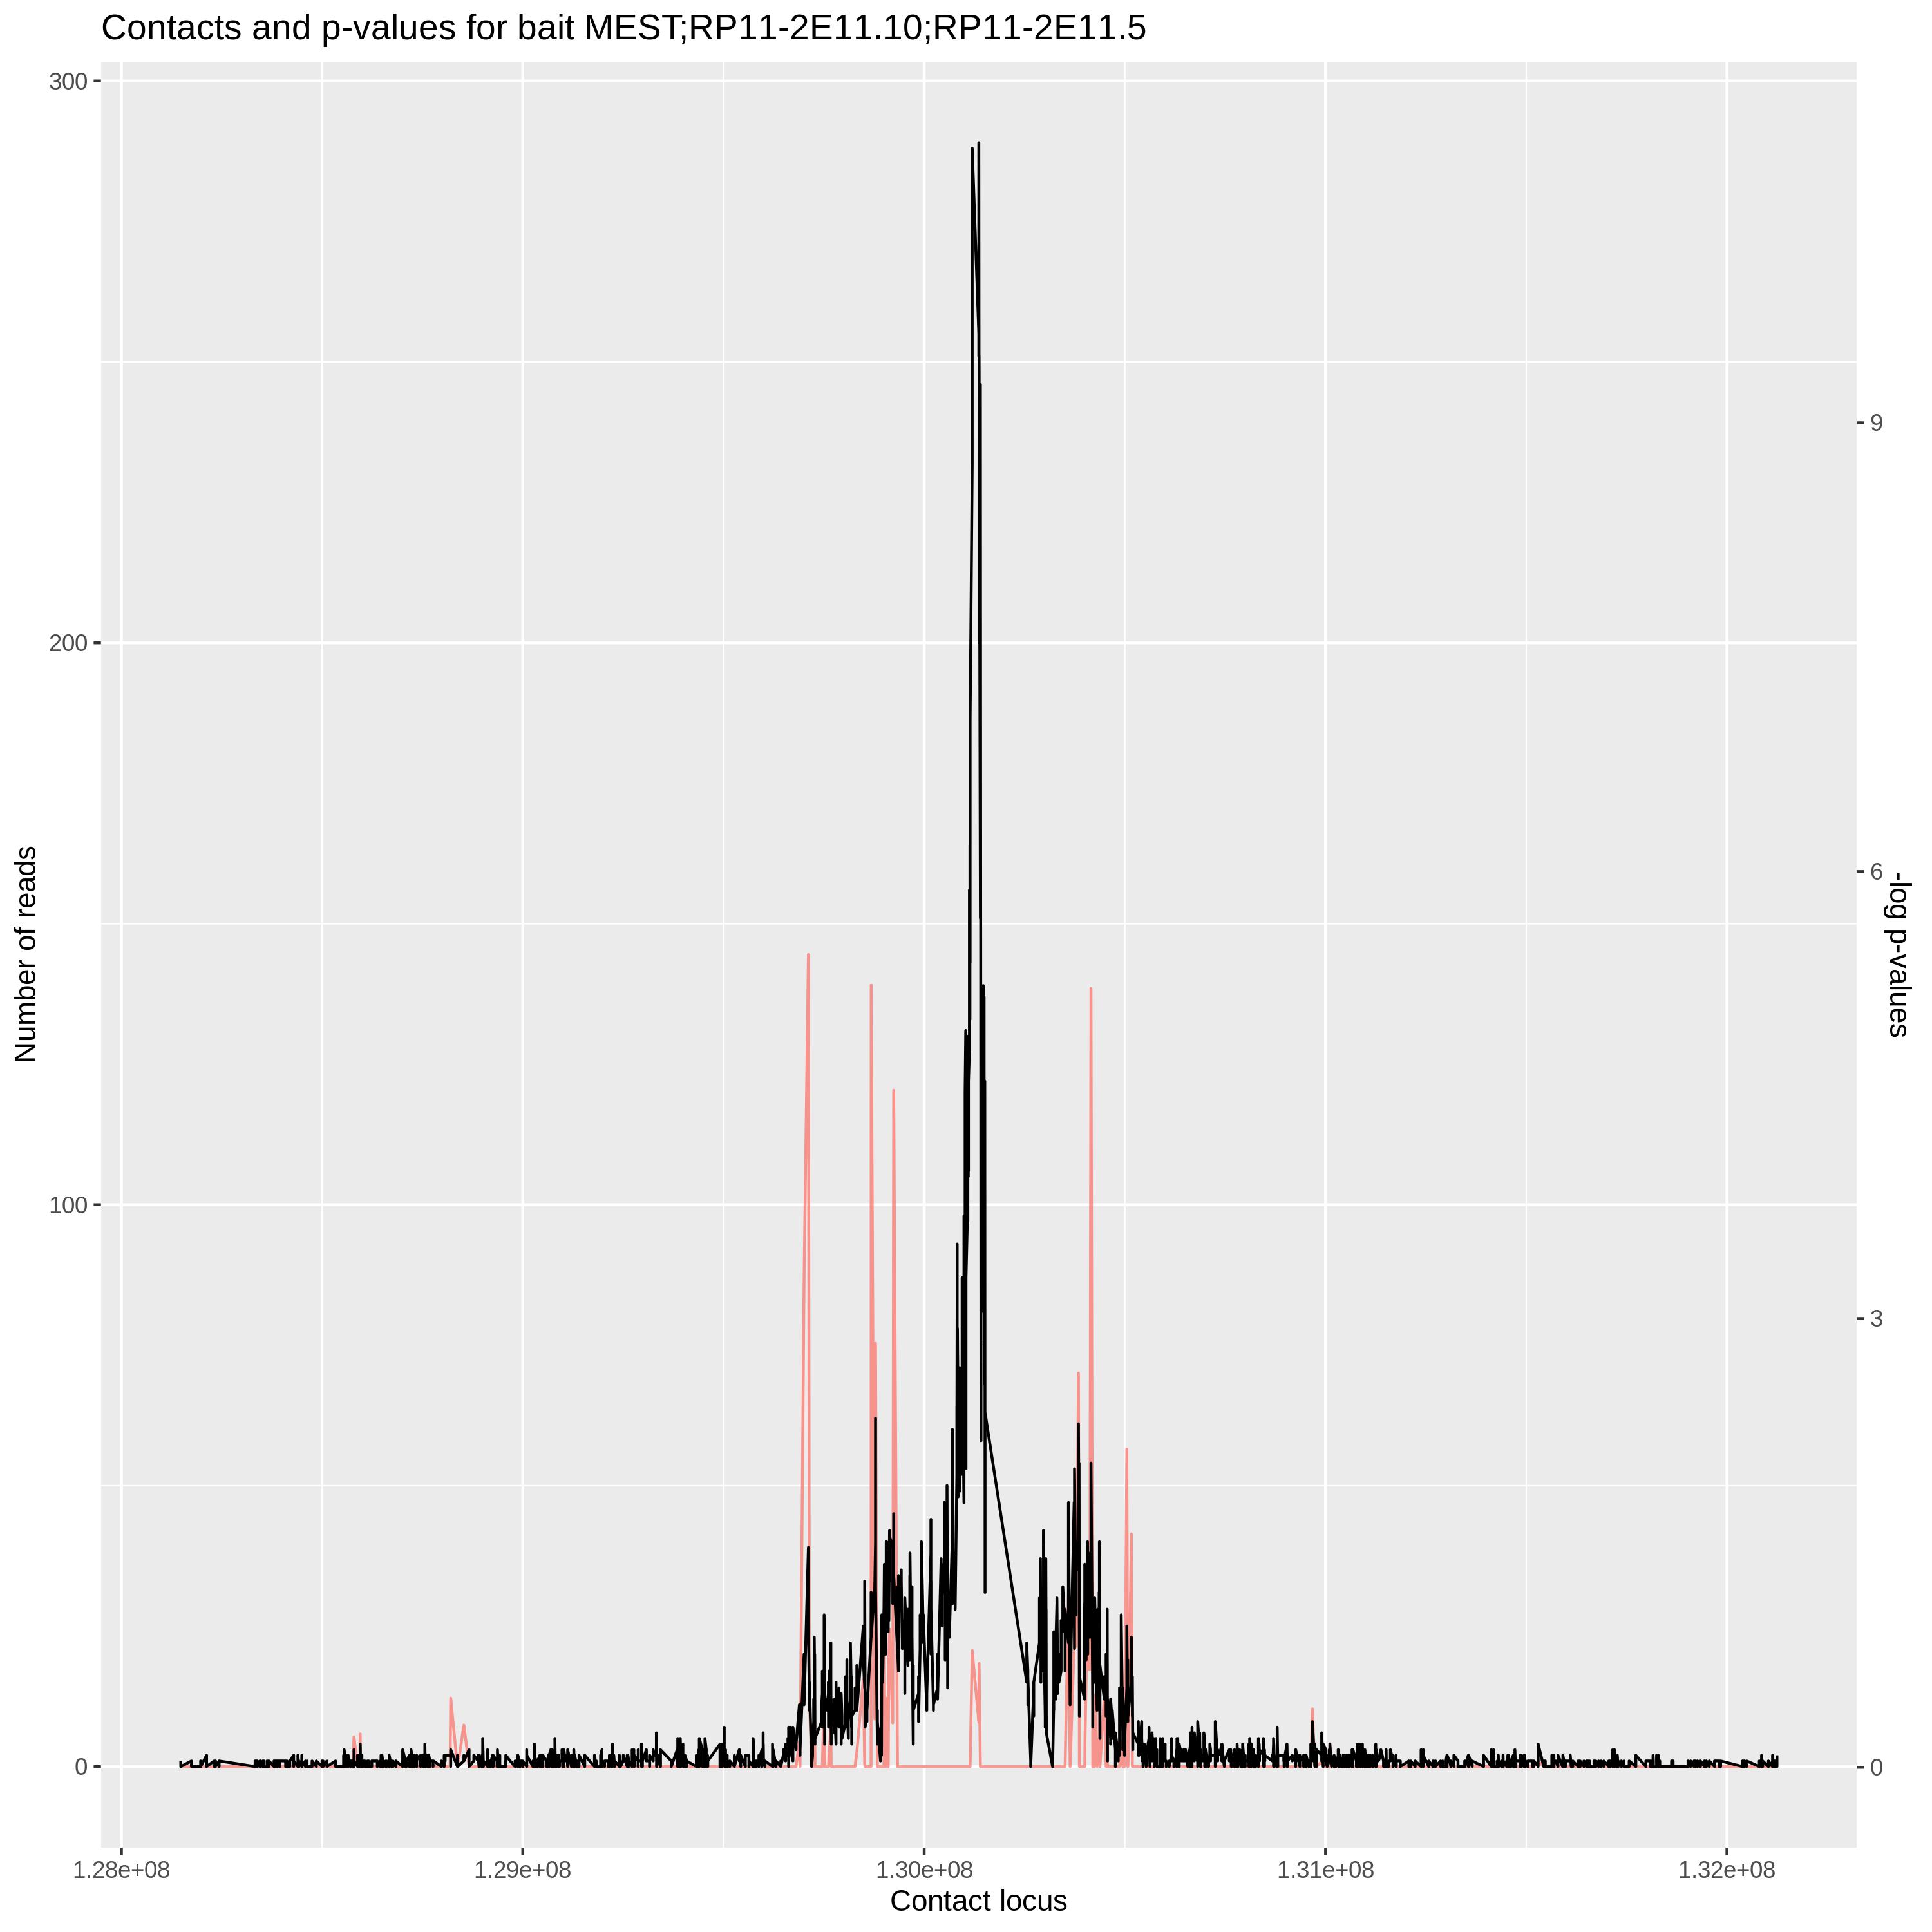 Contacts and p-values for bait MEST;RP11-2E11.10;RP11-2E11.5
300
200
100
0
Number of reads
9
6
3
0
-log p-values
1.28e+08
1.29e+08
1.30e+08
1.31e+08
1.32e+08
Contact locus